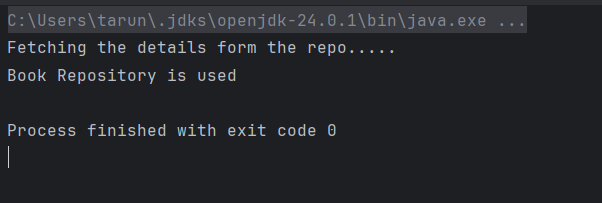 C:\Users\tarun\.jdks\openjdk-24.0.1\bin\java.exe ...
Fetching the details form the repo.....
Book Repository is used
Process finished with exit code 0